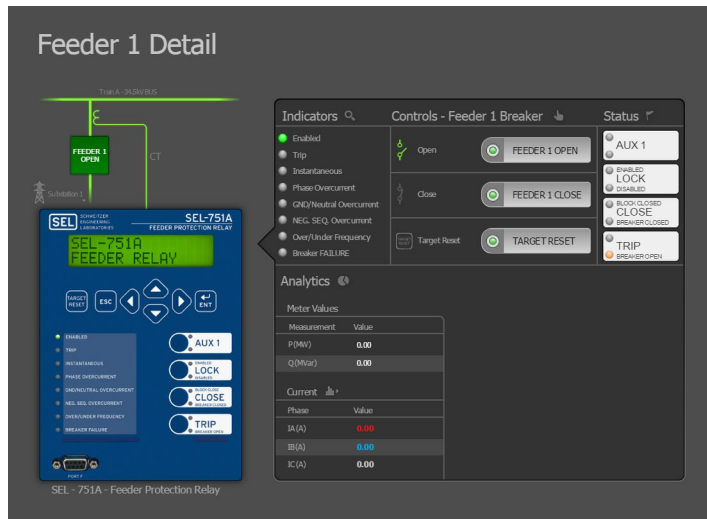 Feeder 1 Detail
Train A - 34.5kV BUS
FEEDER 1
OPEN
CT
Substation 1
SEL
SCHWEITZER
ENGINEERING
LABORATORIES
SEL-751A
FEEDER PROTECTION RELAY
SEL-751A
FEEDER RELAY
TARGET
RESET
ESC
ENT
ENABLED
TRIP
INSTANTANEOUS
PHASE OVERCURRENT
GND/NEUTRAL OVERCURRENT
NEG. SEQ. OVERCURRENT
OVER/UNDER FREQUENCY
BREAKER FAILURE
AUX 1
ENABLED
LOCK
DISABLED
BLOCK CLOSE
CLOSE
BREAKER CLOSED
TRIP
BREAKER OPEN
PORT F
SEL - 751A - Feeder Protection Relay
Indicators
Enabled
Trip
Instantaneous
Phase Overcurrent
GND/Neutral Overcurrent
NEG. SEQ. Overcurrent
Over/Under Frequency
Breaker FAILURE
Controls - Feeder 1 Breaker
Open
FEEDER 1 OPEN
Close
FEEDER 1 CLOSE
TARGET
RESET
Target Reset
TARGET RESET
Status
AUX 1
ENABLED
LOCK
DISABLED
BLOCK CLOSED
CLOSE
BREAKER CLOSED
TRIP
BREAKER OPEN
Analytics
Meter Values
Measurement Value
P(MW) 0.00
Q(MVar) 0.00
Current
Phase Value
IA(A) 0.00
IB(A) 0.00
IC(A) 0.00